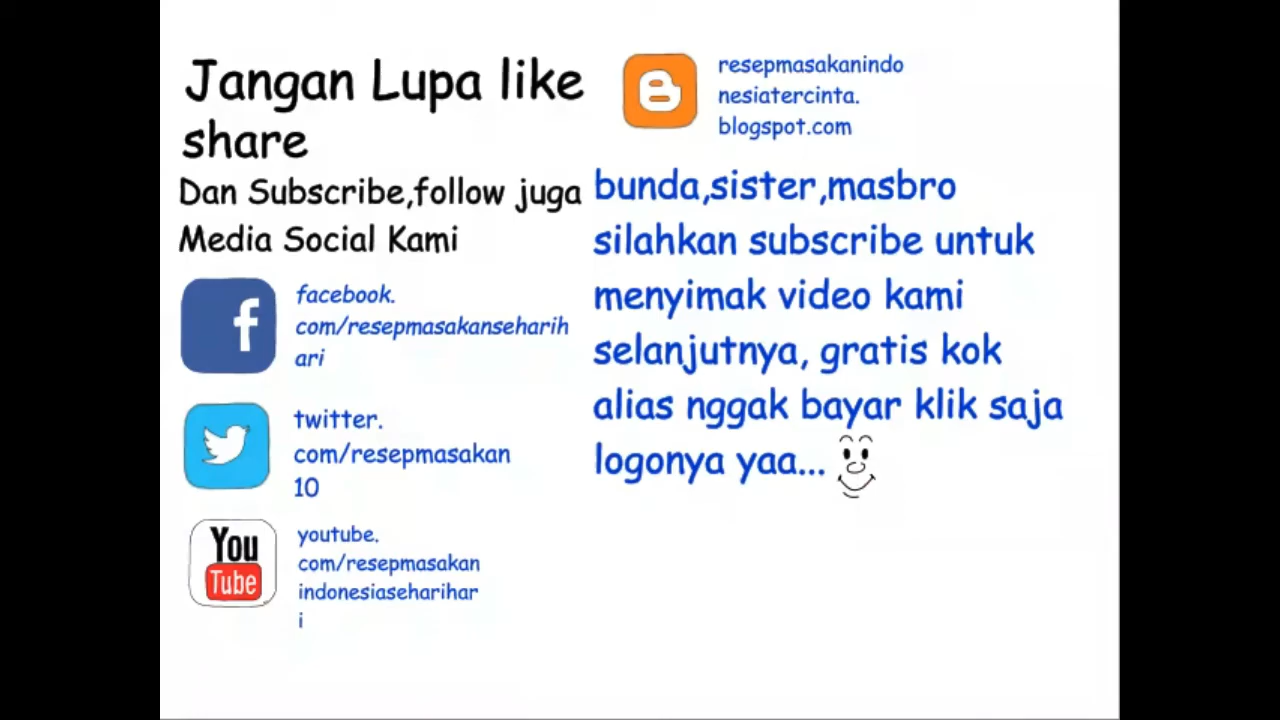 Jangan Lupa like
share
Dan Subscribe,follow juga
Media Social Kami
facebook.
com/resepmasakanseharih
ari
twitter.
com/resepmasakan
10
You
Tube
youtube.
com/resepmasakan
indonesiaseharihar
i
resepmasakanindo
nesiatercinta.
blogspot.com
bunda,sister,masbro
silahkan subscribe untuk
menyimak video kami
selanjutnya, gratis kok
alias nggak bayar klik saja
logonya yaa...